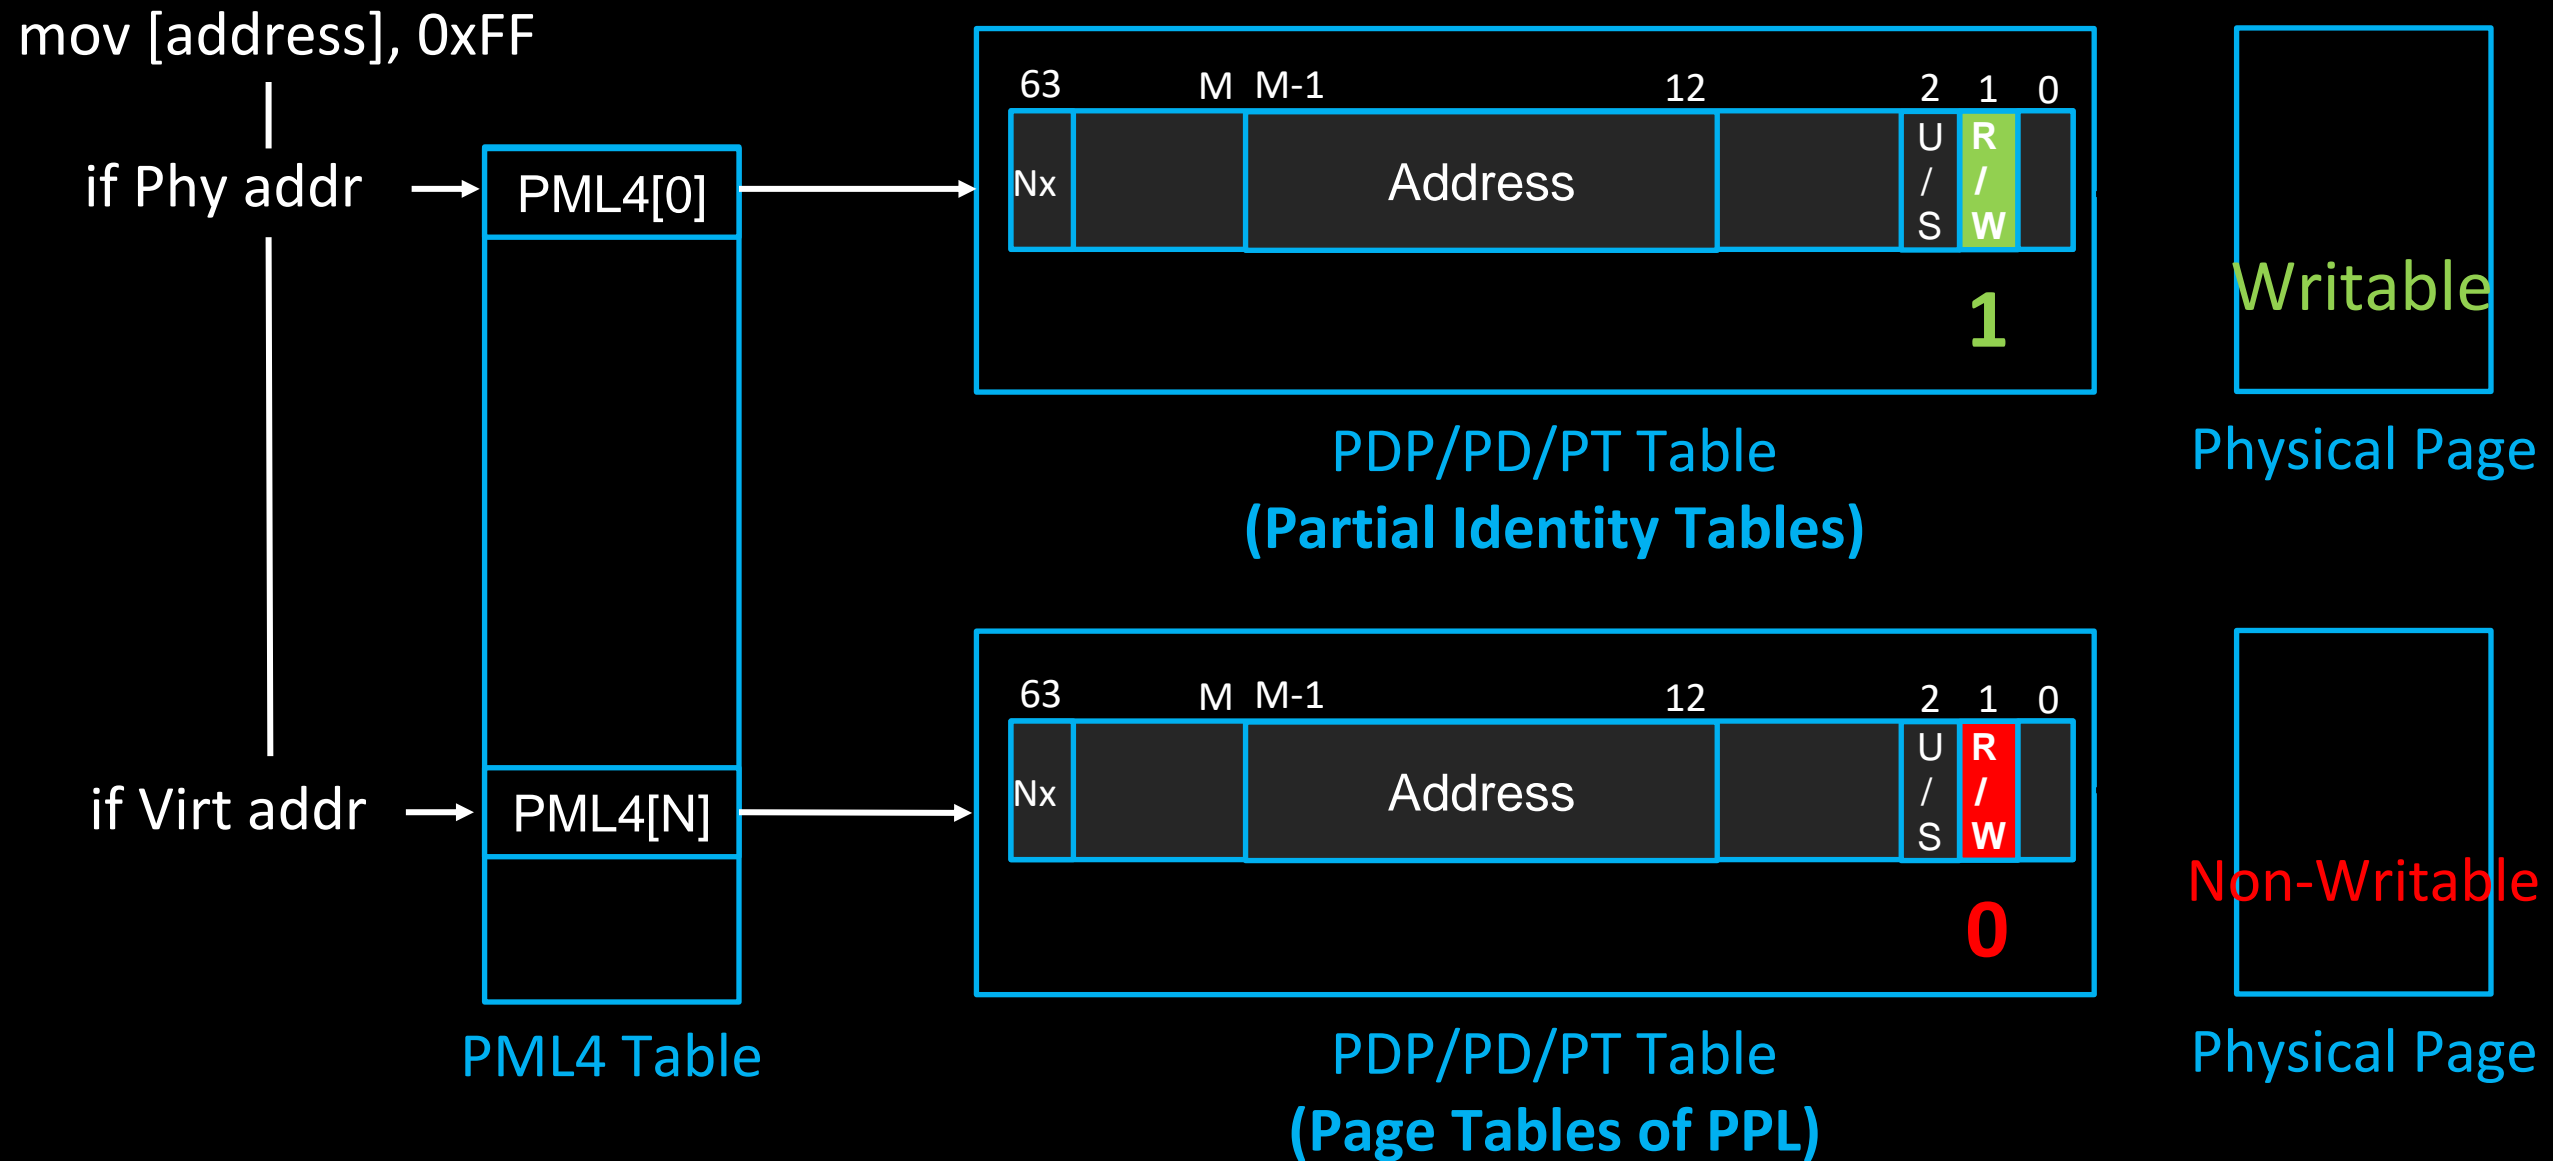 mov [address], 0xFF
if Phy addr
PML4[0]
63 M M-1 12 2 1 0
Nx
Address
U
/
S
R
/
W
1
Writable
PDP/PD/PT Table
(Partial Identity Tables)
Physical Page
if Virt addr
PML4[N]
PML4 Table
63 M M-1 12 2 1 0
Nx
Address
U
/
S
R
/
W
0
Non-Writable
PDP/PD/PT Table
(Page Tables of PPL)
Physical Page